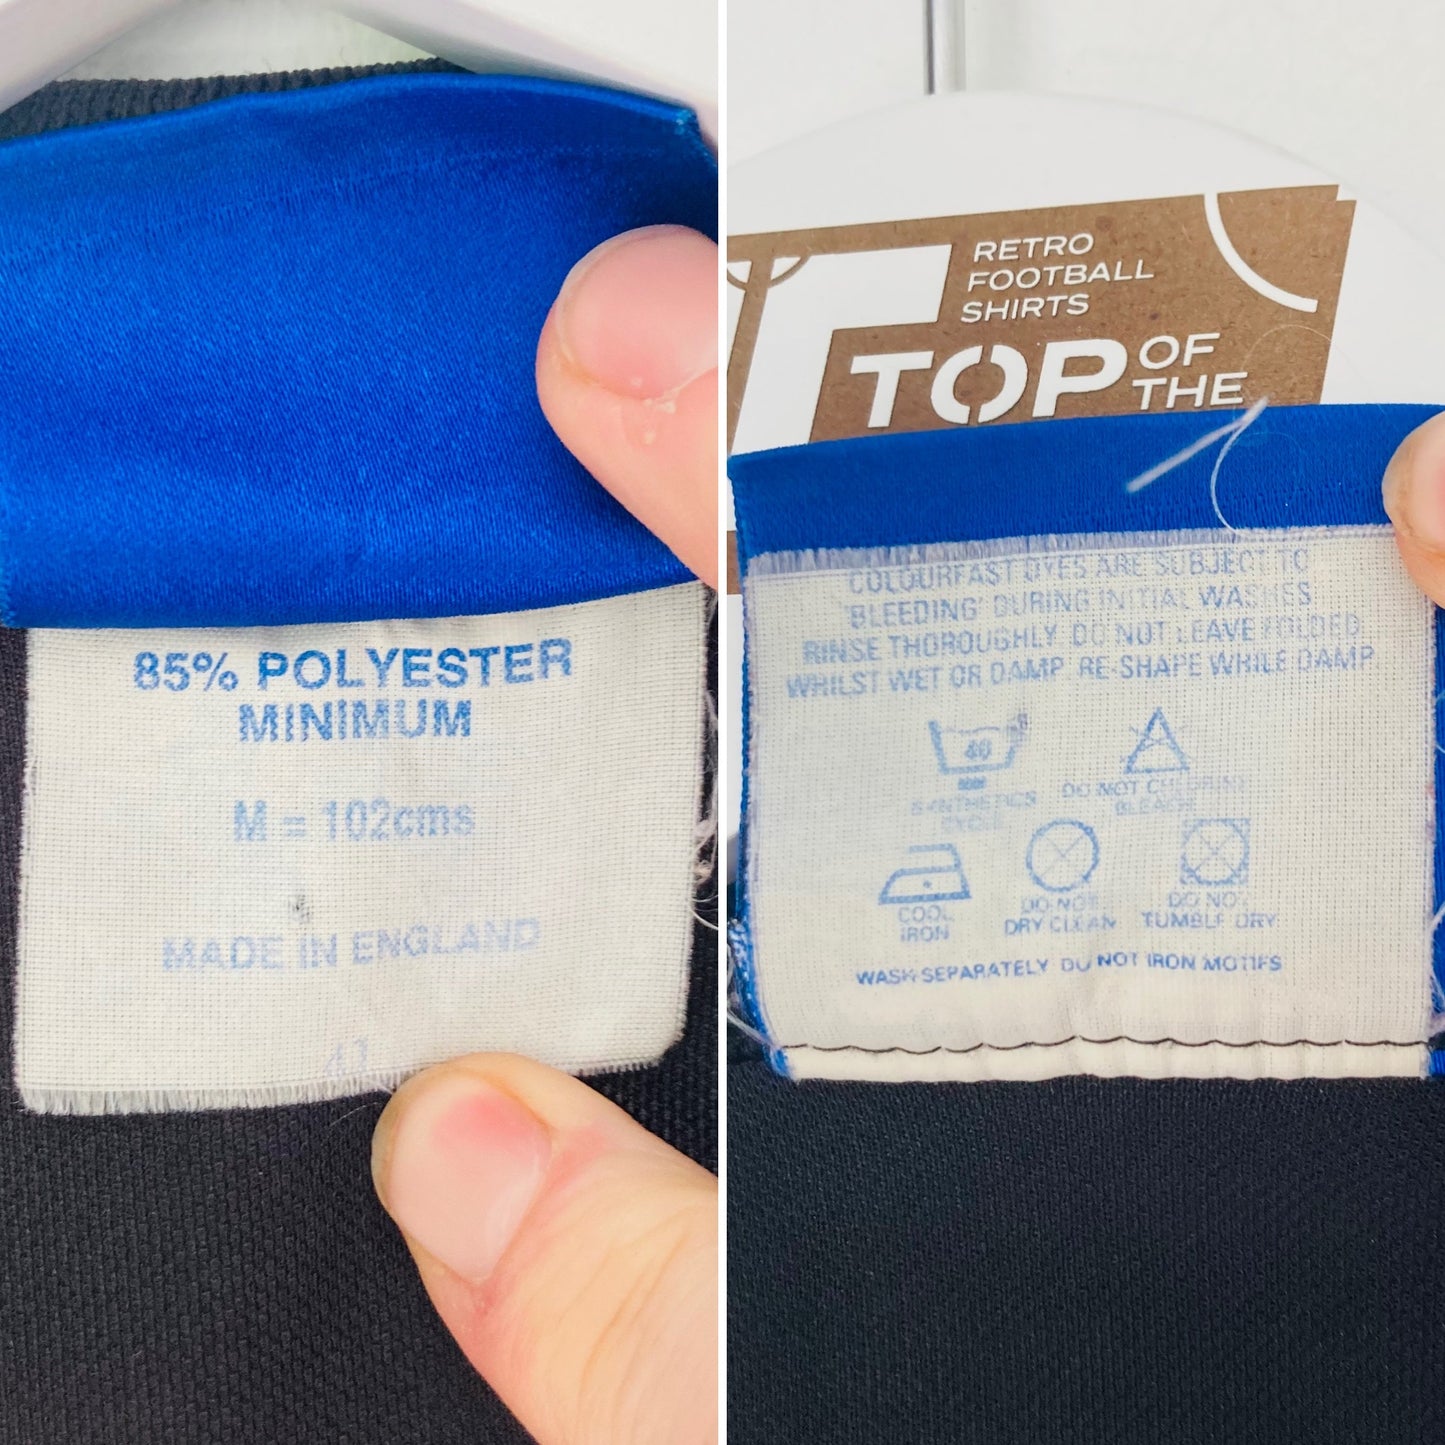 85% POLYESTER
MINIMUM
M = 102cms
MADE IN ENGLAND
RETRO
FOOTBALL
SHIRTS
TOP OF
THE
COLOURFAST DYES ARE SUBJECT TO
'BLEEDING' DURING INITIAL WASHES.
RINSE THOROUGHLY. DO NOT LEAVE FOLDED
WHILST WET OR DAMP. RE-SHAPE WHILE DAMP.
40
SYNTHETICS
CYCLE
DO NOT CHLORINE
BLEACH
COOL
IRON
DO NOT
DRY CLEAN
DO NOT
TUMBLE DRY
WASH SEPARATELY DO NOT IRON MOTIFS